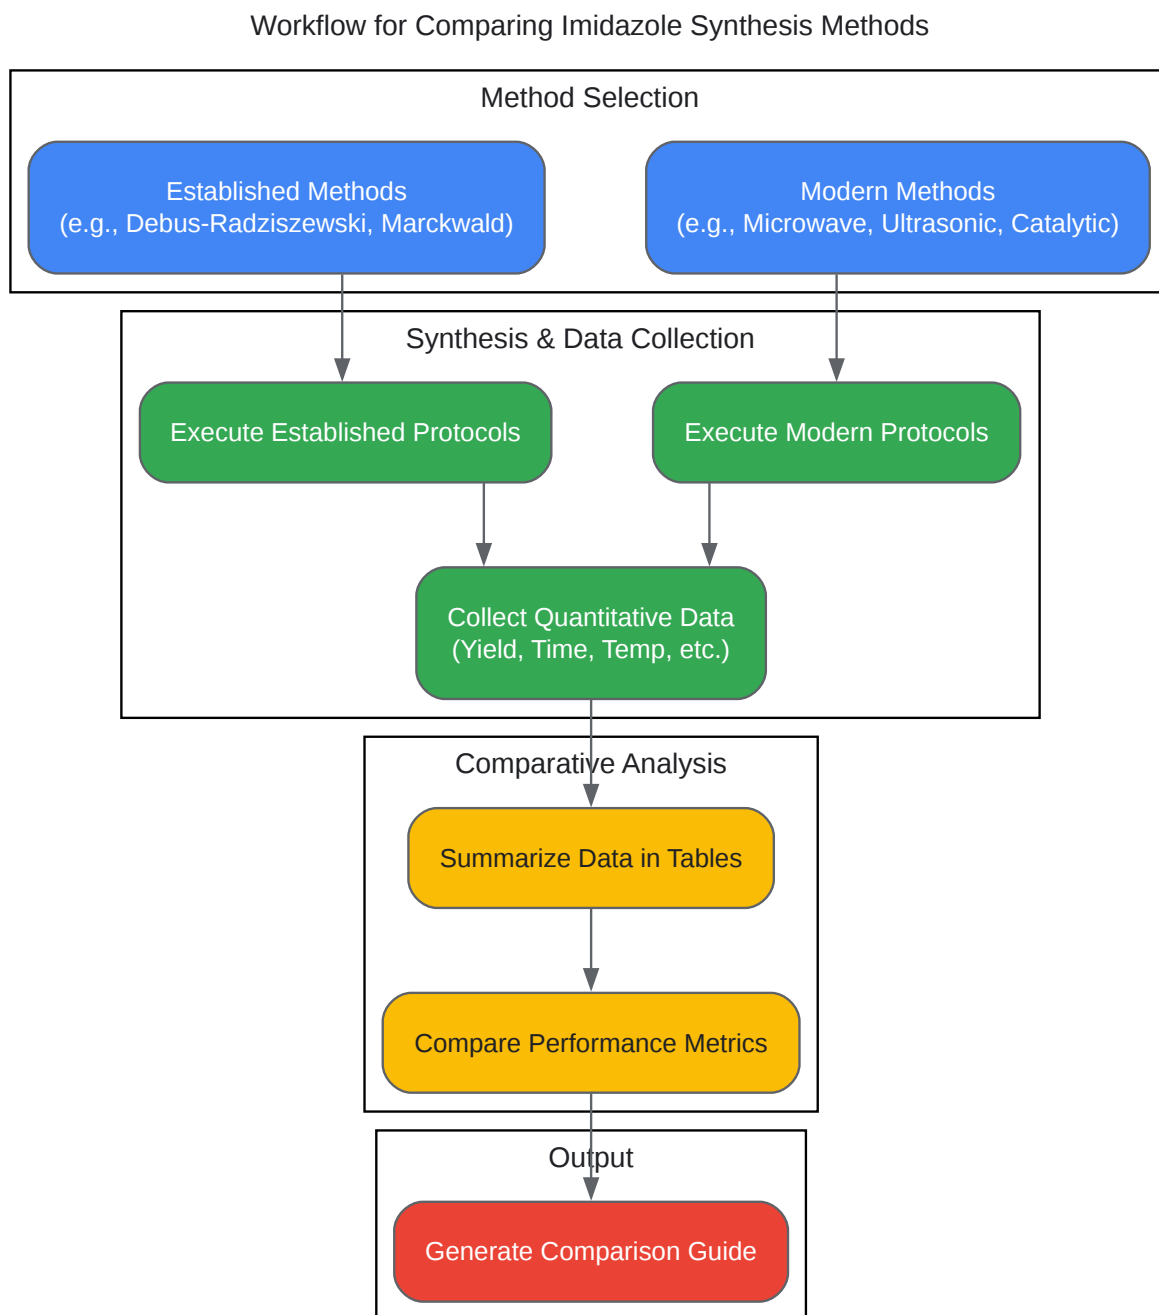 Workflow for Comparing Imidazole Synthesis Methods
Method Selection
Established Methods
(e.g., Debus-Radziszewski, Marckwald)
Modern Methods
(e.g., Microwave, Ultrasonic, Catalytic)
Synthesis & Data Collection
Execute Established Protocols
Execute Modern Protocols
Collect Quantitative Data
(Yield, Time, Temp, etc.)
Comparative Analysis
Summarize Data in Tables
Compare Performance Metrics
Output
Generate Comparison Guide